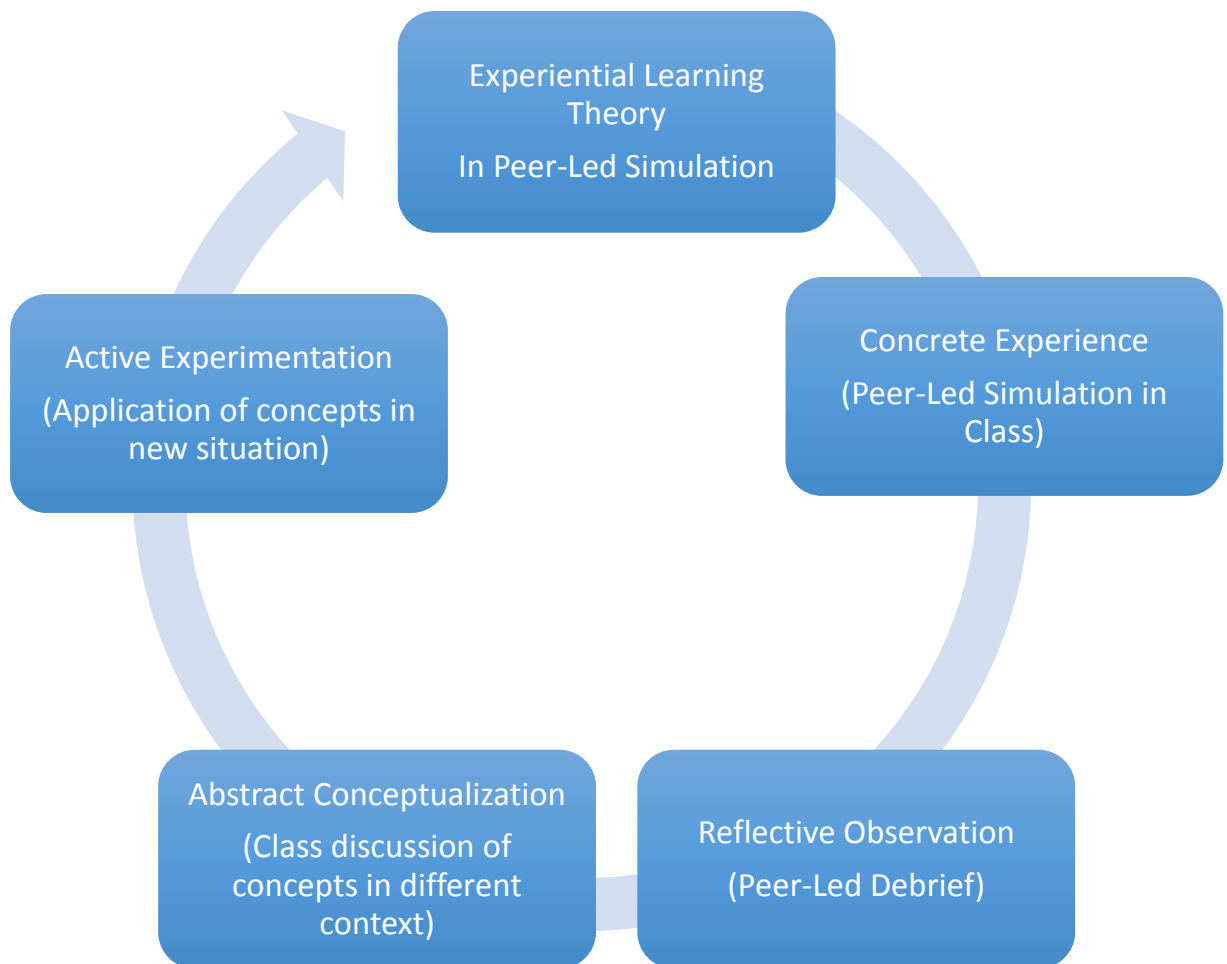 Experiential Learning
Theory
In Peer-Led Simulation
Concrete Experience
(Peer-Led Simulation in
Class)
Reflective Observation
(Peer-Led Debrief)
Abstract Conceptualization
(Class discussion of
concepts in different
context)
Active Experimentation
(Application of concepts in
new situation)